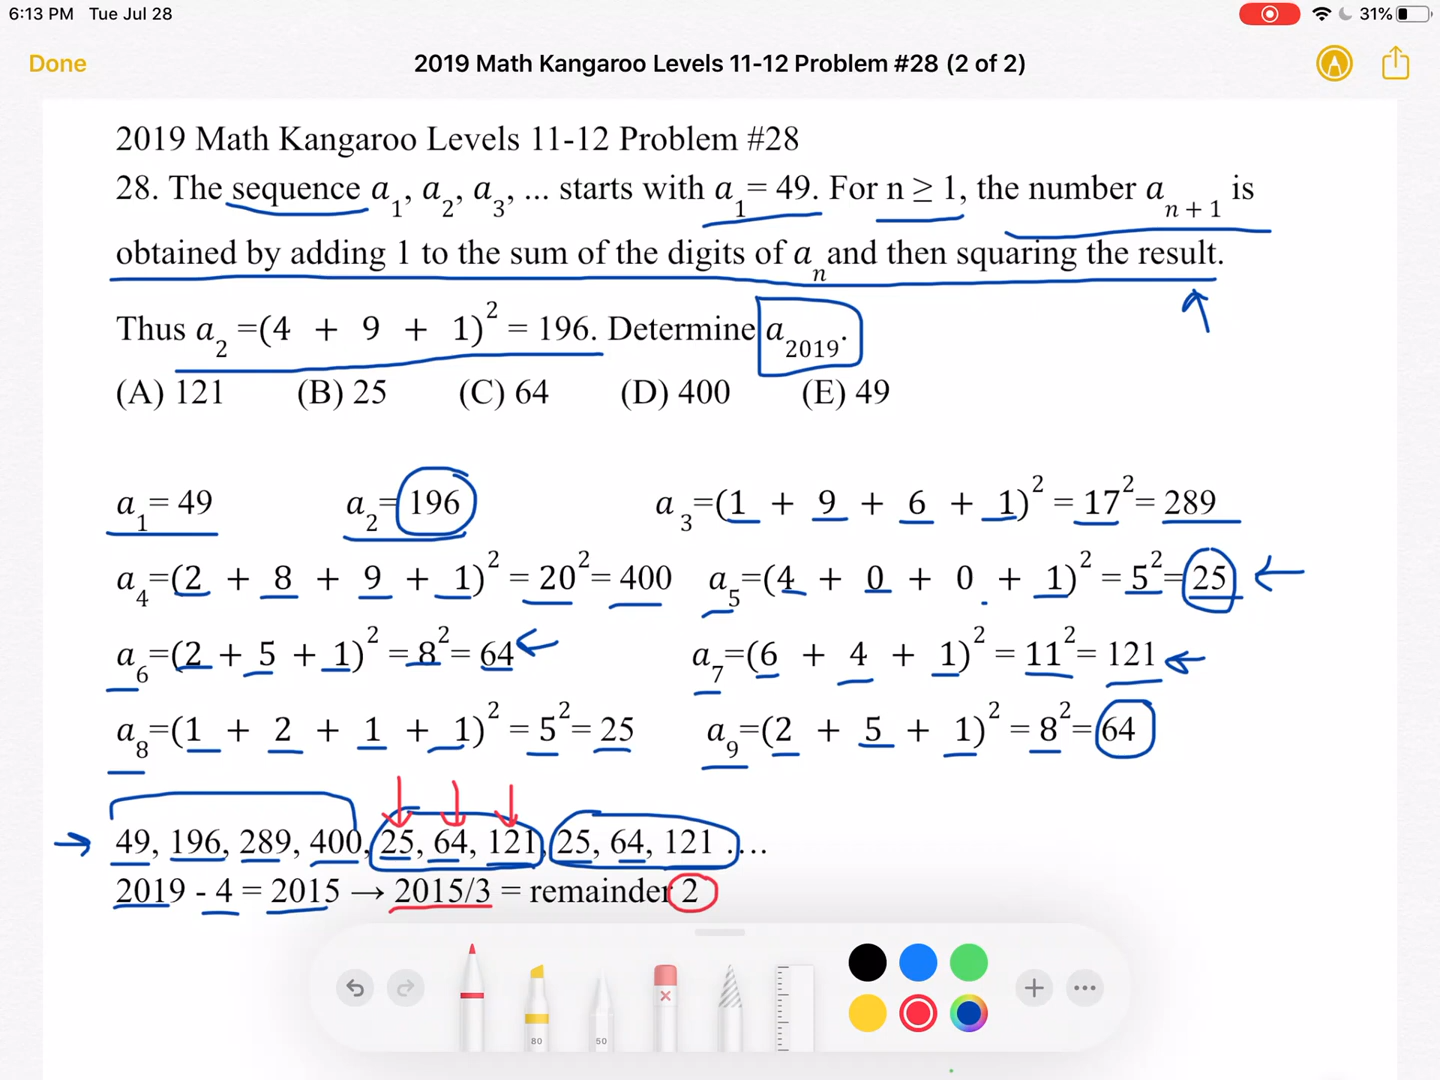 6:13 PM Tue Jul 28 31%
Done 2019 Math Kangaroo Levels 11-12 Problem #28 (2 of 2)
2019 Math Kangaroo Levels 11-12 Problem #28
28. The sequence a₁, a₂, a₃, ... starts with a₁ = 49. For n ≥ 1, the number aₙ₊₁ is
obtained by adding 1 to the sum of the digits of aₙ and then squaring the result.
Thus a₂ =(4 + 9 + 1)² = 196. Determine a₂₀₁₉.
(A) 121 (B) 25 (C) 64 (D) 400 (E) 49
a₁= 49 a₂= 196 a₃=(1 + 9 + 6 + 1)² = 17²= 289
a₄=(2 + 8 + 9 + 1)² = 20²= 400 a₅=(4 + 0 + 0 + 1)² = 5²= 25
a₆=(2 + 5 + 1)² = 8²= 64 a₇=(6 + 4 + 1)² = 11²= 121
a₈=(1 + 2 + 1 + 1)² = 5²= 25 a₉=(2 + 5 + 1)² = 8²= 64
49, 196, 289, 400, 25, 64, 121, 25, 64, 121 ....
2019 - 4 = 2015 → 2015/3 = remainder 2
80 50